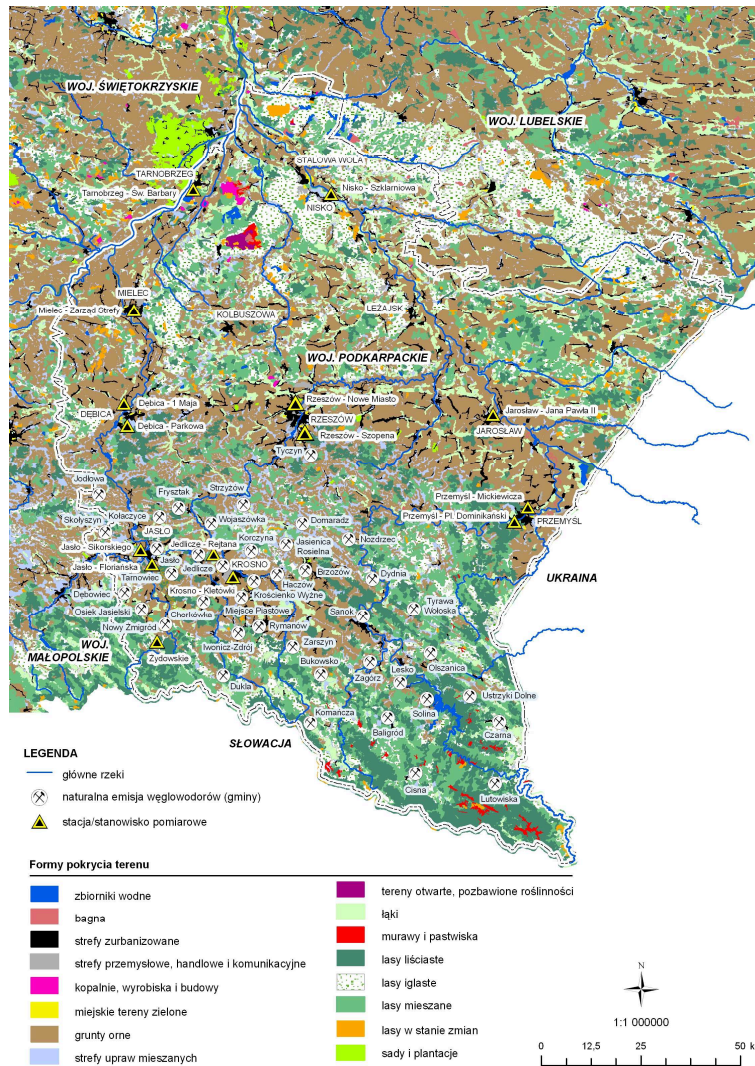 WOJ. ŚWIĘTOKRZYSKIE
WOJ. LUBELSKIE
STALOWA WOLA
TARNOBRZEG
Tarnobrzeg - Św. Barbary
Nisko - Szklarniowa
NISKO
MIELEC
Mielec - Zarząd Strefy
KOLBUSZOWA
LEŻAJSK
WOJ. PODKARPACKIE
Dębica - 1 Maja
Rzeszów - Nowe Miasto
DĘBICA
RZESZÓW
Jarosław - Jana Pawła II
Dębica - Parkowa
JAROSŁAW
Rzeszów - Szopena
Tyczyn
Jodłowa
Frysztak
Strzyżów
Przemyśl - Mickiewicza
Skołyszyn
Kołaczyce
Wojaszówka
Domaradz
Przemyśl - Pl. Dominikański
PRZEMYŚL
JASŁO
Jedlicze - Rejtana
Korczyna
Jasienica
Rosielna
Nozdrzec
Jasło - Sikorskiego
Jasło
Jasło - Floriańska
Jedlicze
KROSNO
Brzozów
Tarnowiec
Haczów
Dydnia
UKRAINA
Dębowiec
Krosno - Kletówki
Krościenko Wyżne
Osiek Jasielski
Chorkówka
Miejsce Piastowe
Sanok
Tyrawa
Wołoska
Nowy Żmigród
Rymanów
WOJ.
MAŁOPOLSKIE
Iwonicz-Zdrój
Zarszyn
Żydowskie
Bukowsko
Lesko
Olszanica
Dukla
Zagórz
Ustrzyki Dolne
Komańcza
Solina
Baligród
Czarna
SŁOWACJA
Cisna
Lutowiska
LEGENDA
główne rzeki
naturalna emisja węglowodorów (gminy)
stacja/stanowisko pomiarowe
Formy pokrycia terenu
zbiorniki wodne
bagna
strefy zurbanizowane
strefy przemysłowe, handlowe i komunikacyjne
kopalnie, wyrobiska i budowy
miejskie tereny zielone
grunty orne
strefy upraw mieszanych
tereny otwarte, pozbawione roślinności
łąki
murawy i pastwiska
lasy liściaste
lasy iglaste
lasy mieszane
lasy w stanie zmian
sady i plantacje
N
1:1 000000
0 12,5 25 50 k